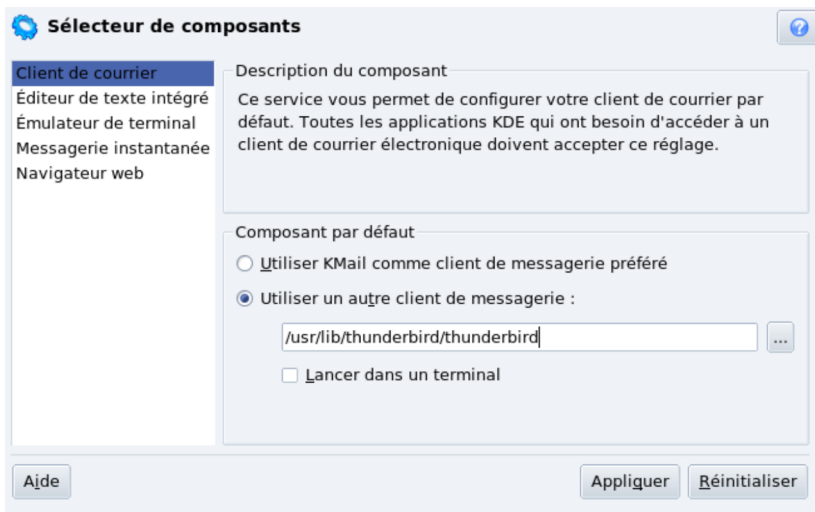 Sélecteur de composants
Client de courrier
Éditeur de texte intégré
Émulateur de terminal
Messagerie instantanée
Navigateur web
Description du composant
Ce service vous permet de configurer votre client de courrier par
défaut. Toutes les applications KDE qui ont besoin d'accéder à un
client de courrier électronique doivent accepter ce réglage.
Composant par défaut
Utiliser KMail comme client de messagerie préféré
Utiliser un autre client de messagerie :
/usr/lib/thunderbird/thunderbird
...
Lancer dans un terminal
Aide
Appliquer
Réinitialiser